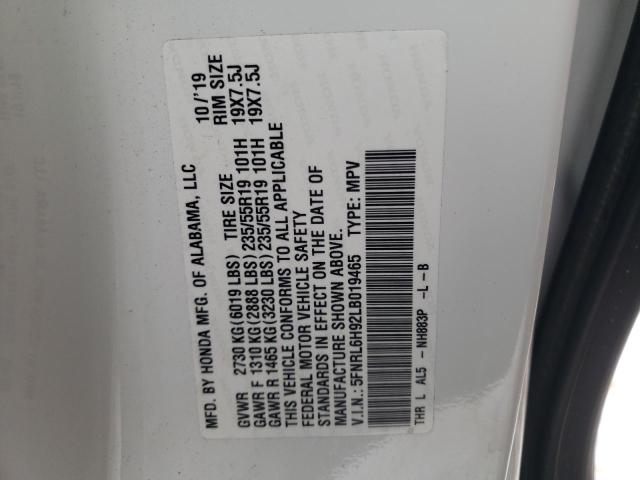 MFD. BY HONDA MFG. OF ALABAMA, LLC 10/'19
GVWR 2730 KG(6019 LBS) TIRE SIZE RIM SIZE
GAWR F 1310 KG(2888 LBS) 235/55R19 101H 19X7.5J
GAWR R 1465 KG(3230 LBS) 235/55R19 101H 19X7.5J
THIS VEHICLE CONFORMS TO ALL APPLICABLE
FEDERAL MOTOR VEHICLE SAFETY
STANDARDS IN EFFECT ON THE DATE OF
MANUFACTURE SHOWN ABOVE.
V.I.N.: 5FNRL6H92LB019465 TYPE: MPV
THR L AL5 - NH883P -L-B